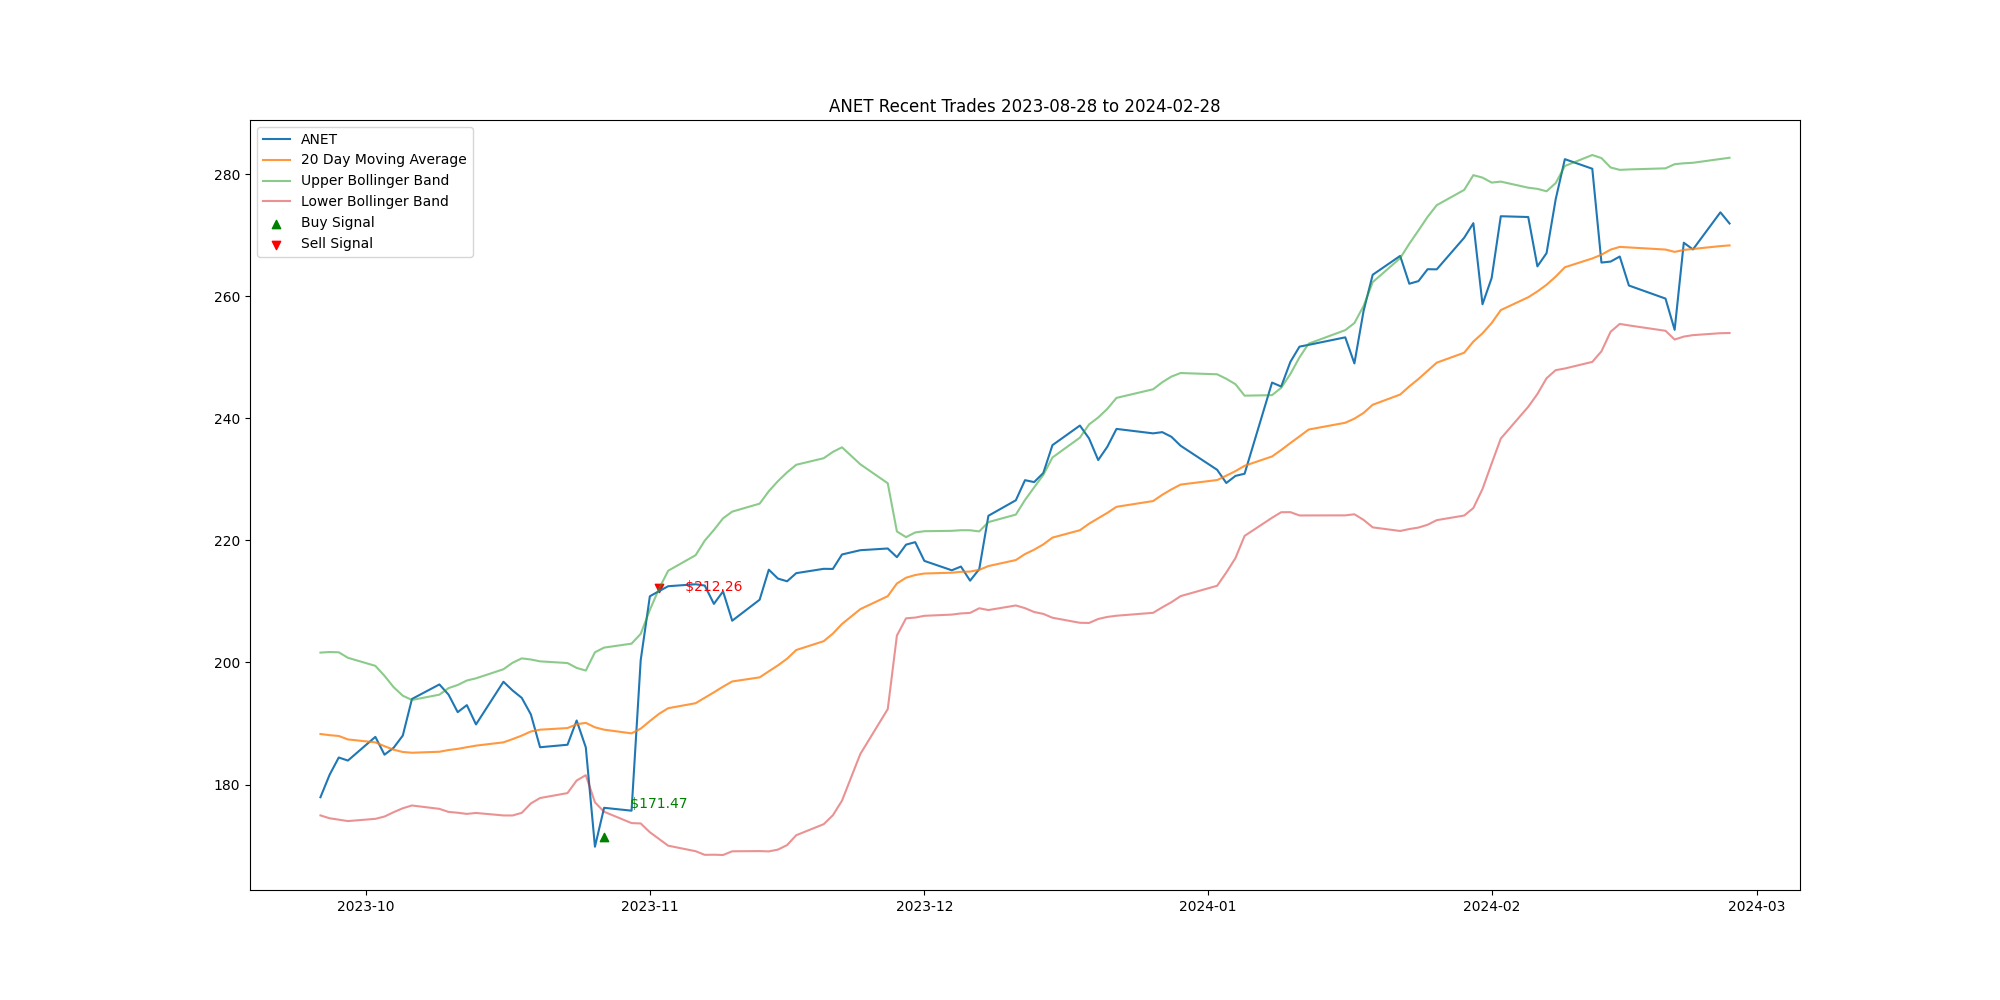 ANET Recent Trades 2023-08-28 to 2024-02-28
ANET
20 Day Moving Average
Upper Bollinger Band
Lower Bollinger Band
Buy Signal
Sell Signal
280
260
240
220
200
180
$212.26
$171.47
2023-10
2023-11
2023-12
2024-01
2024-02
2024-03